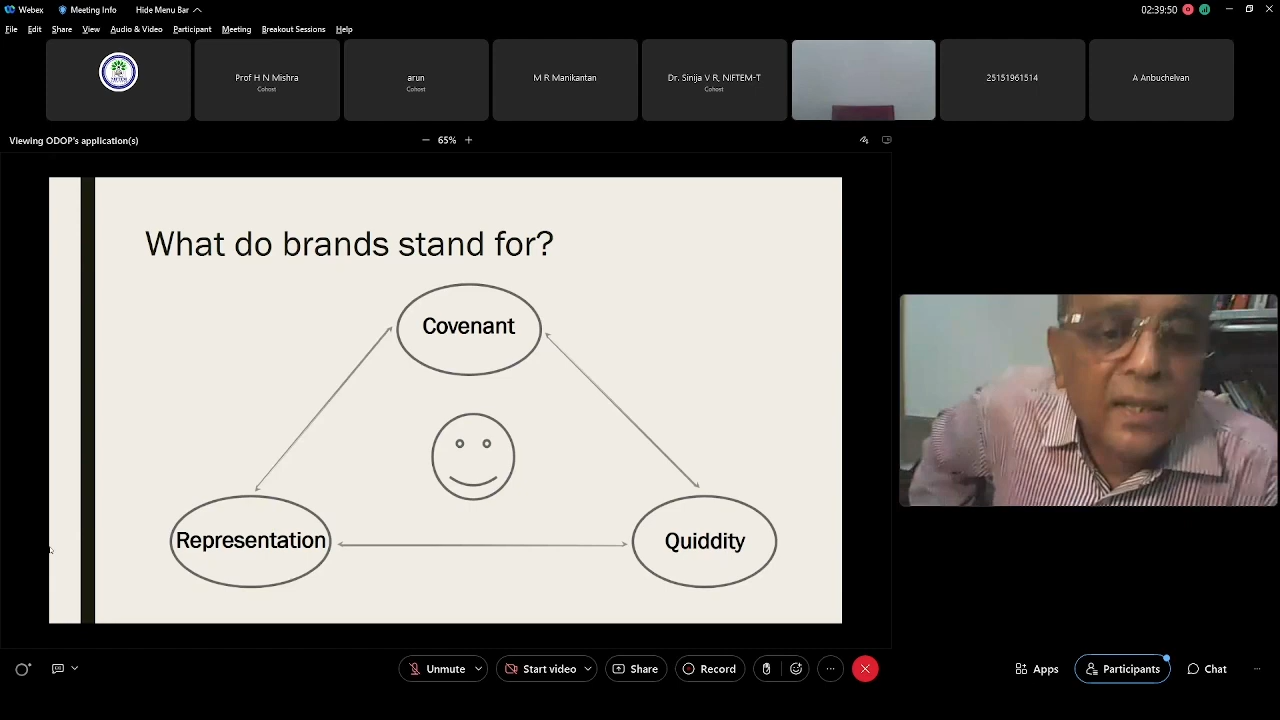 Webex
Meeting Info
Hide Menu Bar
02:39:50
File
Edit
Share
View
Audio & Video
Participant
Meeting
Breakout Sessions
Help
Prof H N Mishra
Cohost
arun
Cohost
M R Manikantan
Dr. Sinija V R, NIFTEM-T
Cohost
25151961514
A Anbuchelvan
Viewing ODOP's application(s)
65%
What do brands stand for?
Covenant
Representation
Quiddity
Unmute
Start video
Share
Record
Apps
Participants
Chat